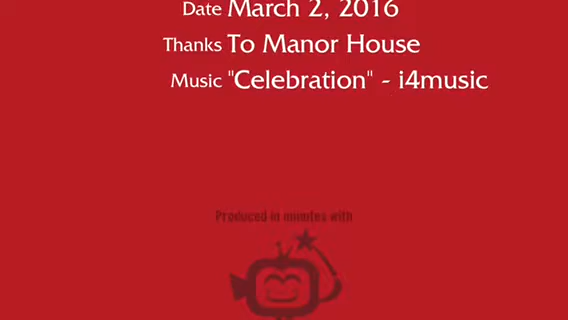 Date March 2, 2016
Thanks To Manor House
Music "Celebration" - i4music
Produced in minutes with